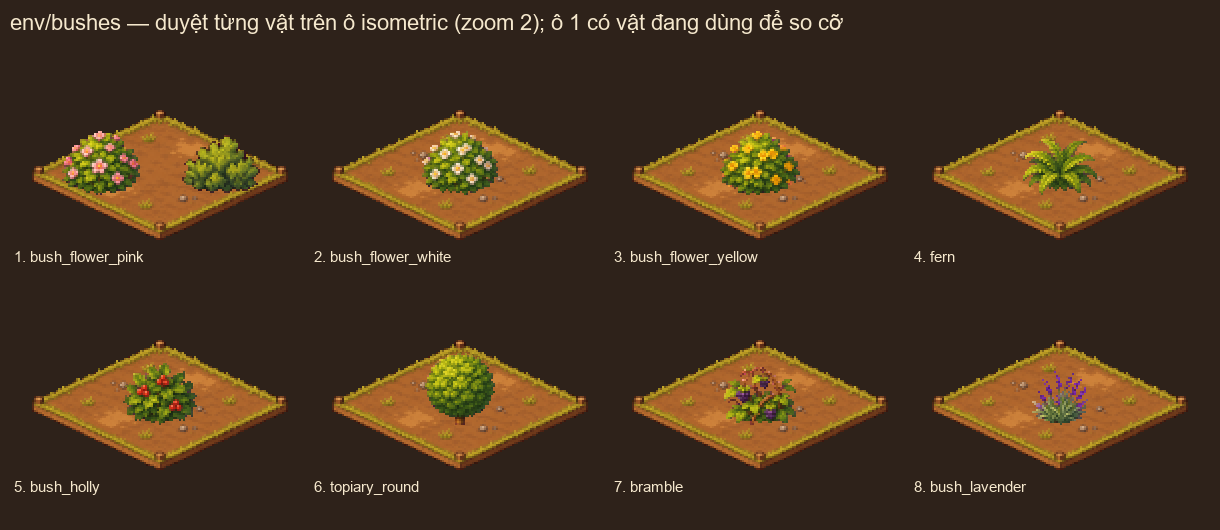 env/bushes — duyệt từng vật trên ô isometric (zoom 2); ô 1 có vật đang dùng để so cỡ
1. bush_flower_pink
2. bush_flower_white
3. bush_flower_yellow
4. fern
5. bush_holly
6. topiary_round
7. bramble
8. bush_lavender